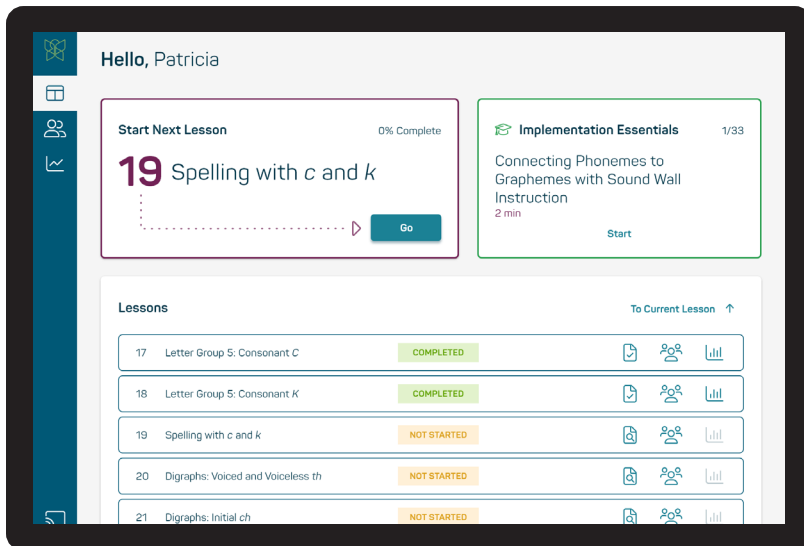 Hello, Patricia
Start Next Lesson
0% Complete
19 Spelling with c and k
Go
Implementation Essentials
1/33
Connecting Phonemes to
Graphemes with Sound Wall
Instruction
2 min
Start
Lessons
To Current Lesson ↑
17 Letter Group 5: Consonant C COMPLETED
18 Letter Group 5: Consonant K COMPLETED
19 Spelling with c and k NOT STARTED
20 Digraphs: Voiced and Voiceless th NOT STARTED
21 Digraphs: Initial ch NOT STARTED